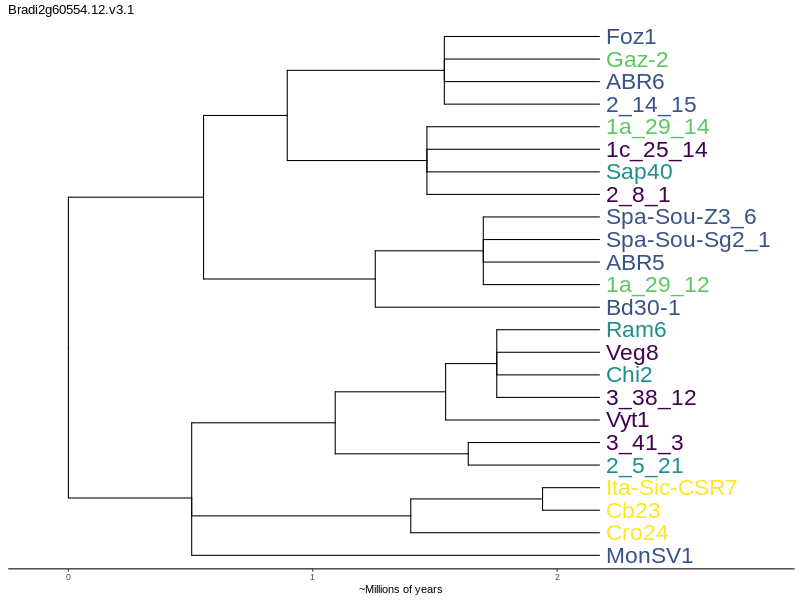 Bradi2g60554.12.v3.1
Foz1
Gaz-2
ABR6
2_14_15
1a_29_14
1c_25_14
Sap40
2_8_1
Spa-Sou-Z3_6
Spa-Sou-Sg2_1
ABR5
1a_29_12
Bd30-1
Ram6
Veg8
Chi2
3_38_12
Vyt1
3_41_3
2_5_21
Ita-Sic-CSR7
Cb23
Cro24
MonSV1
0 1 2
~Millions of years